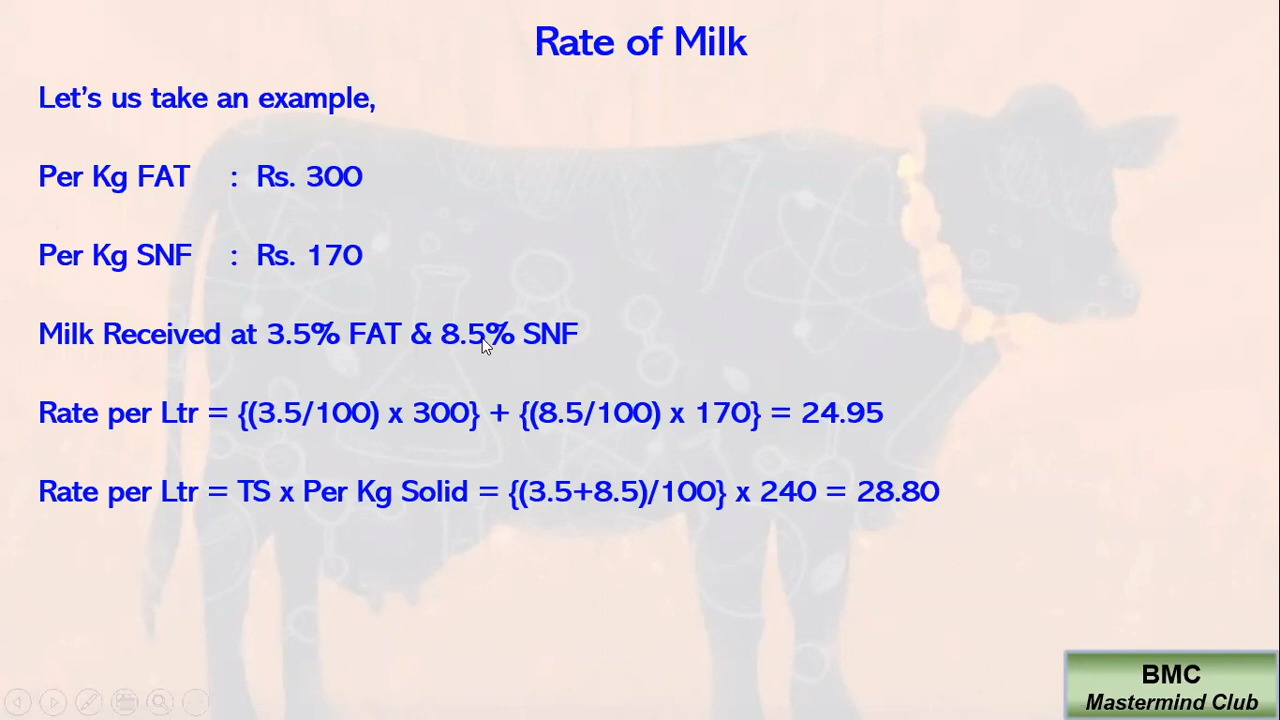 Rate of Milk
Let's us take an example,
Per Kg FAT : Rs. 300
Per Kg SNF : Rs. 170
Milk Received at 3.5% FAT & 8.5% SNF
Rate per Ltr = {(3.5/100) x 300} + {(8.5/100) x 170} = 24.95
Rate per Ltr = TS x Per Kg Solid = {(3.5+8.5)/100} x 240 = 28.80
BMC
Mastermind Club